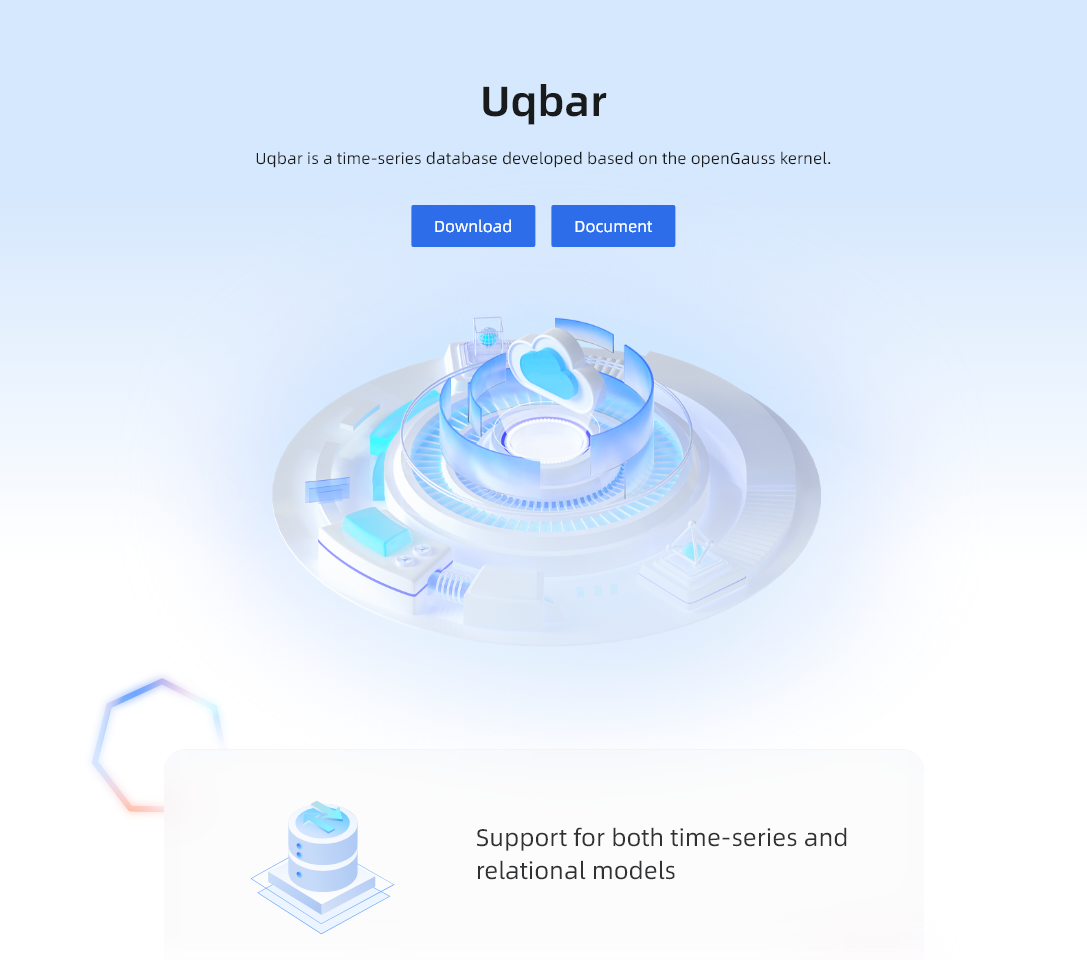 Uqbar
Uqbar is a time-series database developed based on the openGauss kernel.
Download
Document
Support for both time-series and
relational models